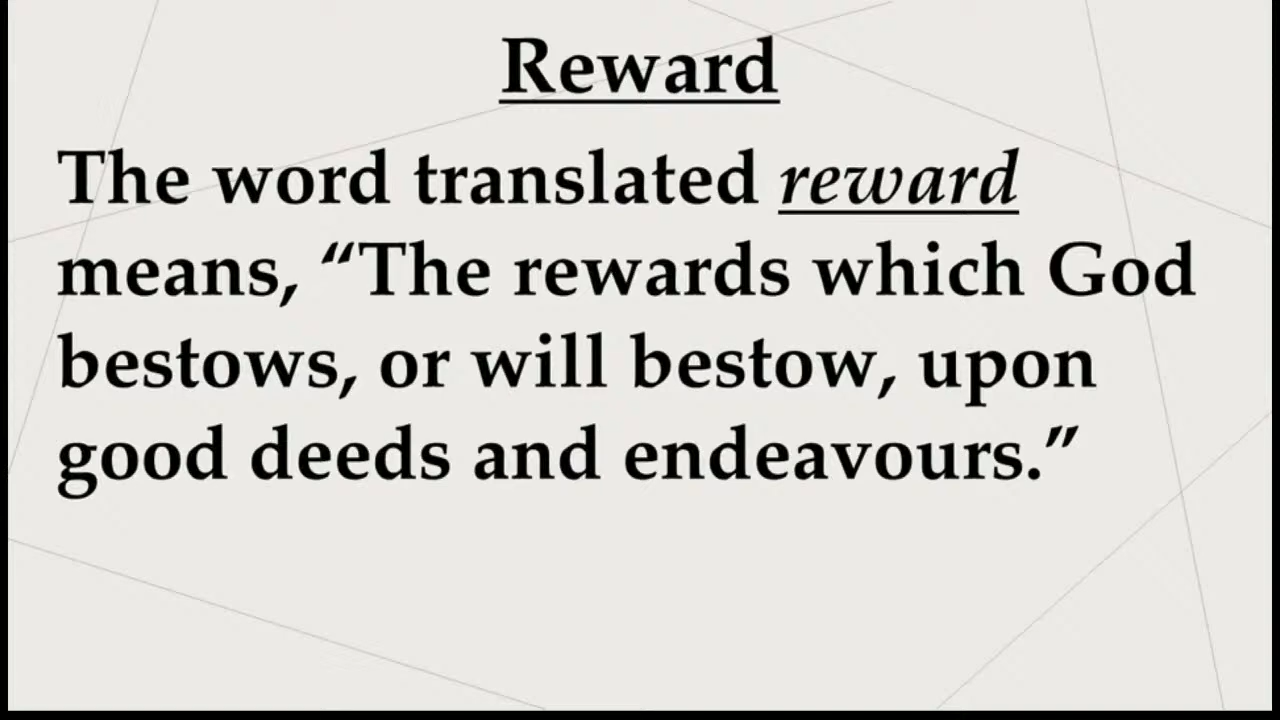 Reward
The word translated reward
means, “The rewards which God
bestows, or will bestow, upon
good deeds and endeavours.”